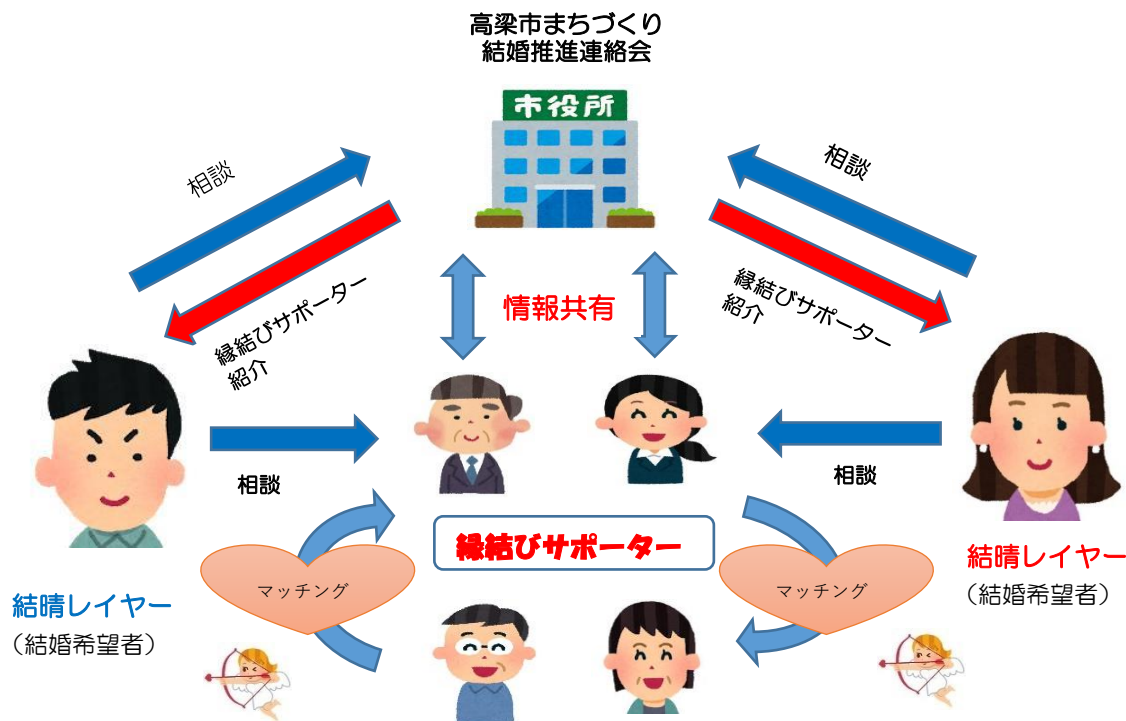 高梁市まちづくり
結婚推進連絡会
市役所
相談
相談
縁結びサポーター
紹介
縁結びサポーター
紹介
情報共有
相談
相談
縁結びサポーター
マッチング
マッチング
結晴レイヤー
（結婚希望者）
結晴レイヤー
（結婚希望者）